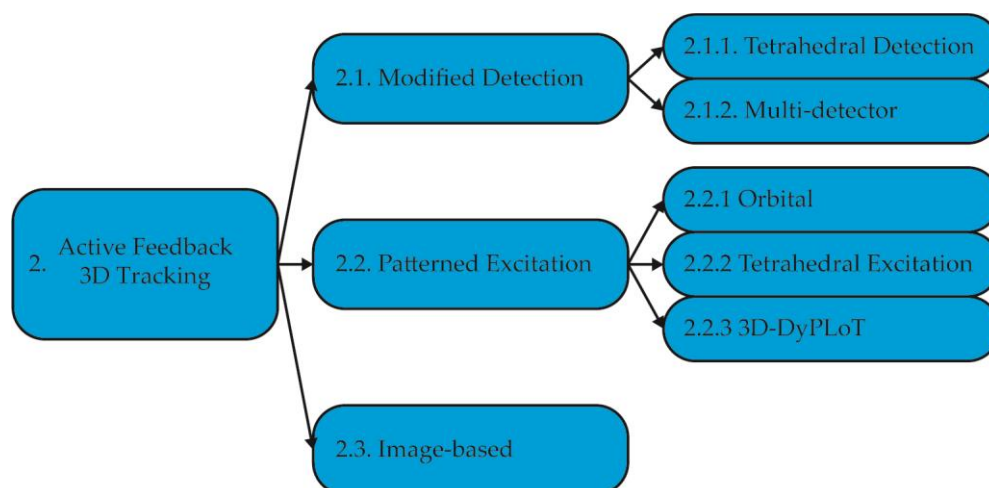 2.1.1. Tetrahedral Detection
2.1. Modified Detection
2.1.2. Multi-detector
2.2.1 Orbital
2. Active Feedback
3D Tracking
2.2. Patterned Excitation
2.2.2 Tetrahedral Excitation
2.2.3 3D-DyPLoT
2.3. Image-based